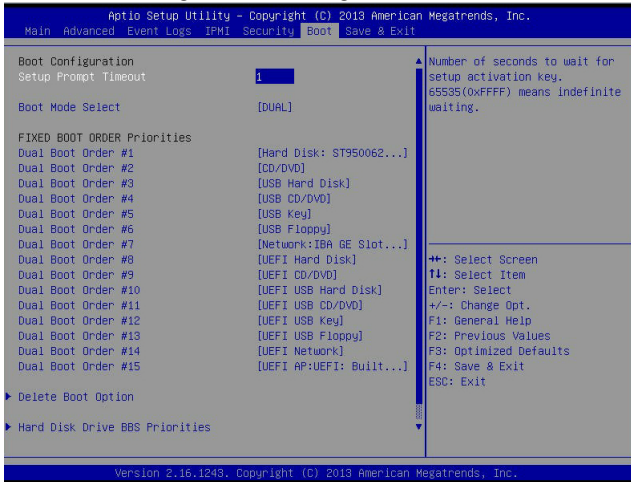 Aptio Setup Utility - Copyright (C) 2013 American Megatrends, Inc.
Main Advanced Event Logs IPMI Security Boot Save & Exit
Boot Configuration
Setup Prompt Timeout 1
Boot Mode Select [DUAL]
FIXED BOOT ORDER Priorities
Dual Boot Order #1 [Hard Disk: ST950062...]
Dual Boot Order #2 [CD/DVD]
Dual Boot Order #3 [USB Hard Disk]
Dual Boot Order #4 [USB CD/DVD]
Dual Boot Order #5 [USB Key]
Dual Boot Order #6 [USB Floppy]
Dual Boot Order #7 [Network:IBA GE Slot...]
Dual Boot Order #8 [UEFI Hard Disk]
Dual Boot Order #9 [UEFI CD/DVD]
Dual Boot Order #10 [UEFI USB Hard Disk]
Dual Boot Order #11 [UEFI USB CD/DVD]
Dual Boot Order #12 [UEFI USB Key]
Dual Boot Order #13 [UEFI USB Floppy]
Dual Boot Order #14 [UEFI Network]
Dual Boot Order #15 [UEFI AP:UEFI: Built...]
Delete Boot Option
Hard Disk Drive BBS Priorities
Number of seconds to wait for
setup activation key.
65535(0xFFFF) means indefinite
waiting.
→←: Select Screen
↑↓: Select Item
Enter: Select
+/-: Change Opt.
F1: General Help
F2: Previous Values
F3: Optimized Defaults
F4: Save & Exit
ESC: Exit
Version 2.16.1243. Copyright (C) 2013 American Megatrends, Inc.